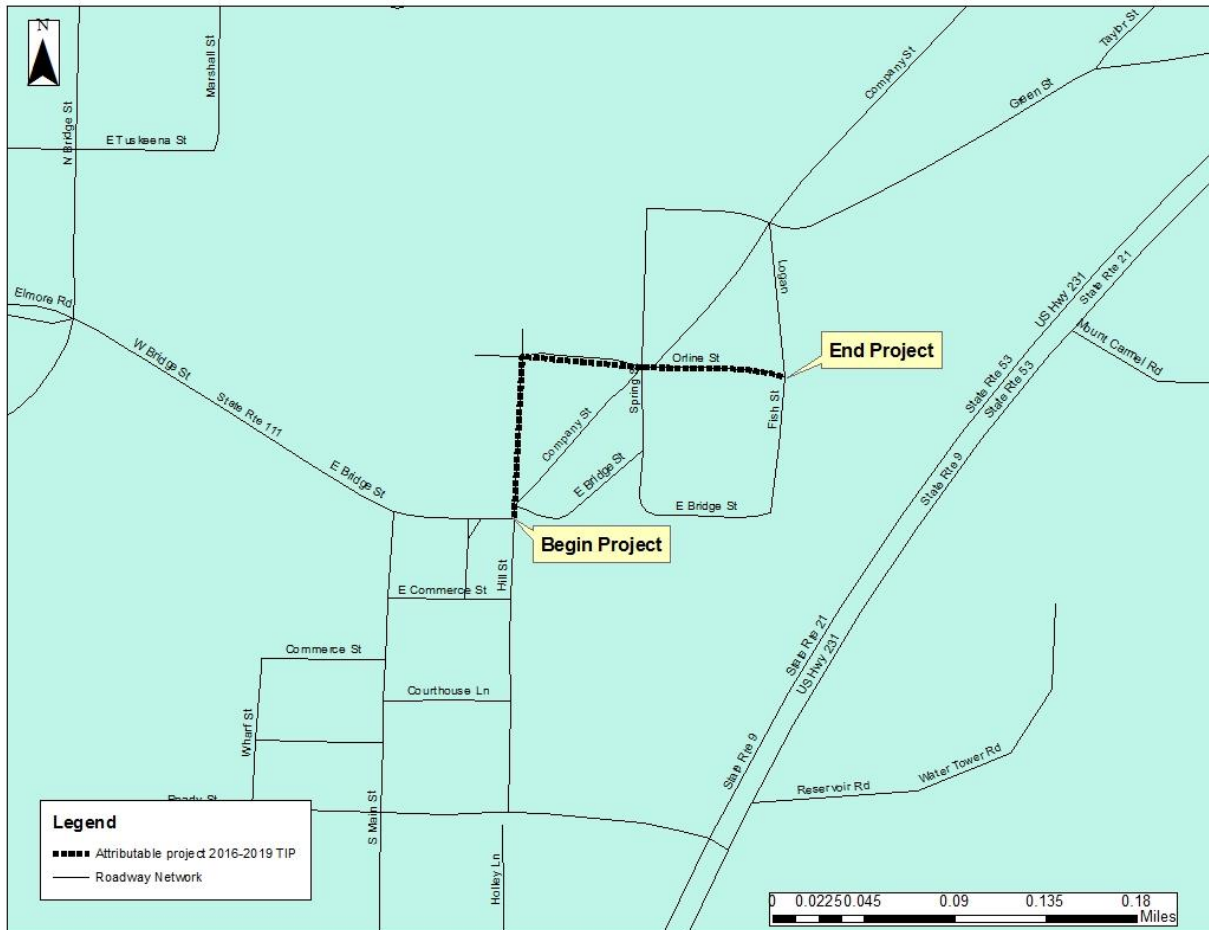 N
Marshall St
N Bridge St
E Tuskeena St
Company St
Taylor St
Green St
Elmore Rd
W Bridge St
State Rte 111
E Bridge St
Logan
Orline St
End Project
Spring S
Fish St
Company St
E Bridge St
E Bridge St
US Hwy 231
State Rte 21
State Rte 53
State Rte 53
Mount Carmel Rd
State Rte 9
Begin Project
Hill St
E Commerce St
Commerce St
Courthouse Ln
Wharf St
State Rte 21
US Hwy 231
State Rte 9
Reservoir Rd
Water Tower Rd
S Main St
Holley Ln
Legend
Attributable project 2016-2019 TIP
Roadway Network
0 0.0225 0.045 0.09 0.135 0.18
Miles